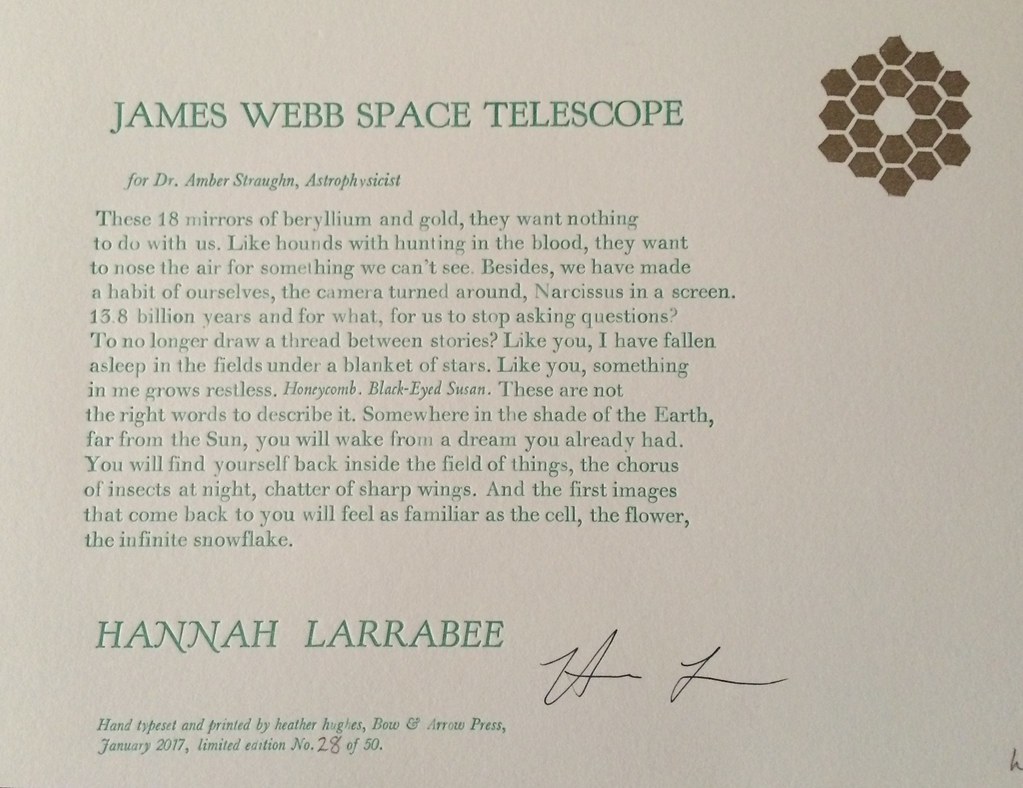 JAMES WEBB SPACE TELESCOPE
for Dr. Amber Straughn, Astrophysicist
These 18 mirrors of beryllium and gold, they want nothing
to do with us. Like hounds with hunting in the blood, they want
to nose the air for something we can't see. Besides, we have made
a habit of ourselves, the camera turned around, Narcissus in a screen.
13.8 billion years and for what, for us to stop asking questions?
To no longer draw a thread between stories? Like you, I have fallen
asleep in the fields under a blanket of stars. Like you, something
in me grows restless. Honeycomb. Black-Eyed Susan. These are not
the right words to describe it. Somewhere in the shade of the Earth,
far from the Sun, you will wake from a dream you already had.
You will find yourself back inside the field of things, the chorus
of insects at night, chatter of sharp wings. And the first images
that come back to you will feel as familiar as the cell, the flower,
the infinite snowflake.
HANNAH LARRABEE
Hand typeset and printed by heather hughes, Bow & Arrow Press,
January 2017, limited edition No. 28 of 50.